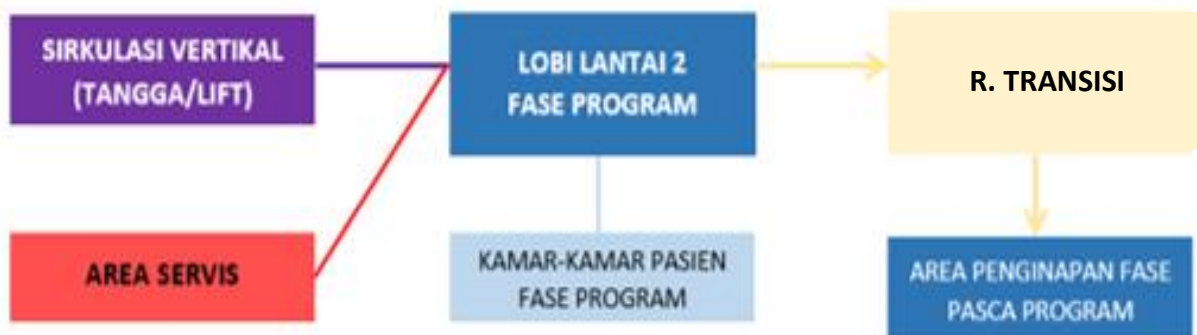 SIRKULASI VERTIKAL
(TANGGA/LIFT)
LOBI LANTAI 2
FASE PROGRAM
R. TRANSISI
AREA SERVIS
KAMAR-KAMAR PASIEN
FASE PROGRAM
AREA PENGINAPAN FASE
PASCA PROGRAM